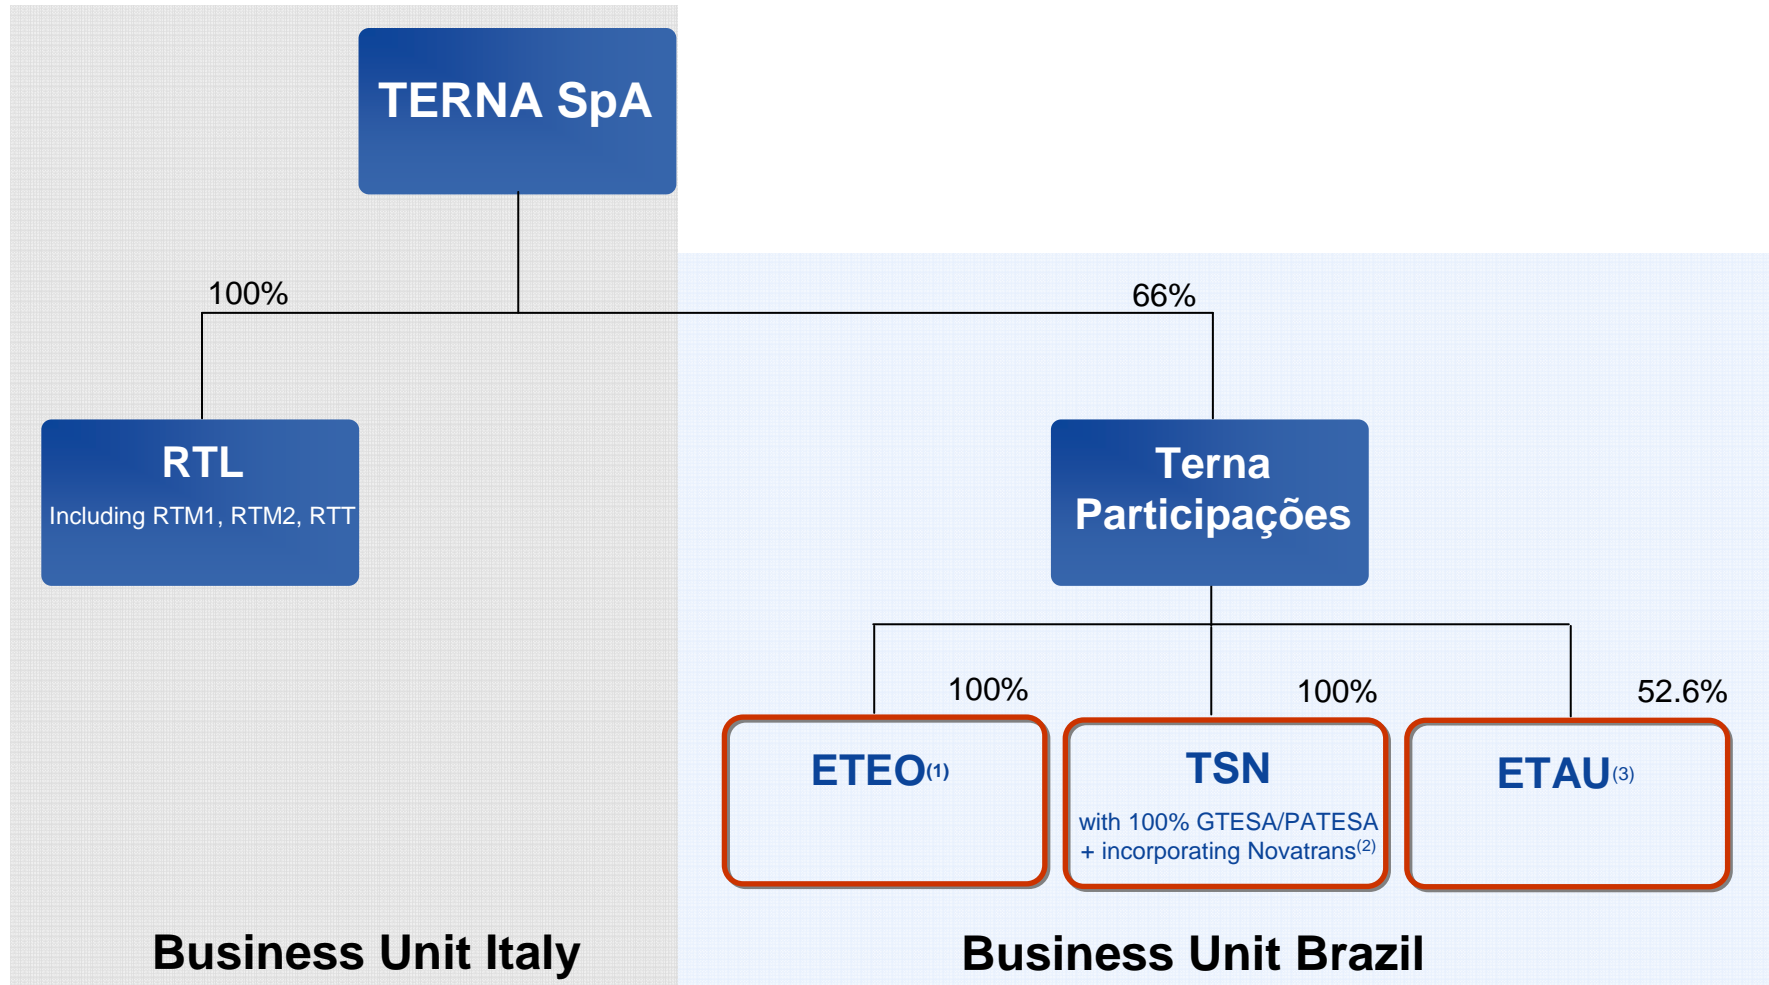 TERNA SpA
100%
66%
RTL
Including RTM1, RTM2, RTT
Terna
Participações
100%
100%
52.6%
ETEO(1)
TSN
with 100% GTESA/PATESA
+ incorporating Novatrans(2)
ETAU(3)
Business Unit Italy
Business Unit Brazil